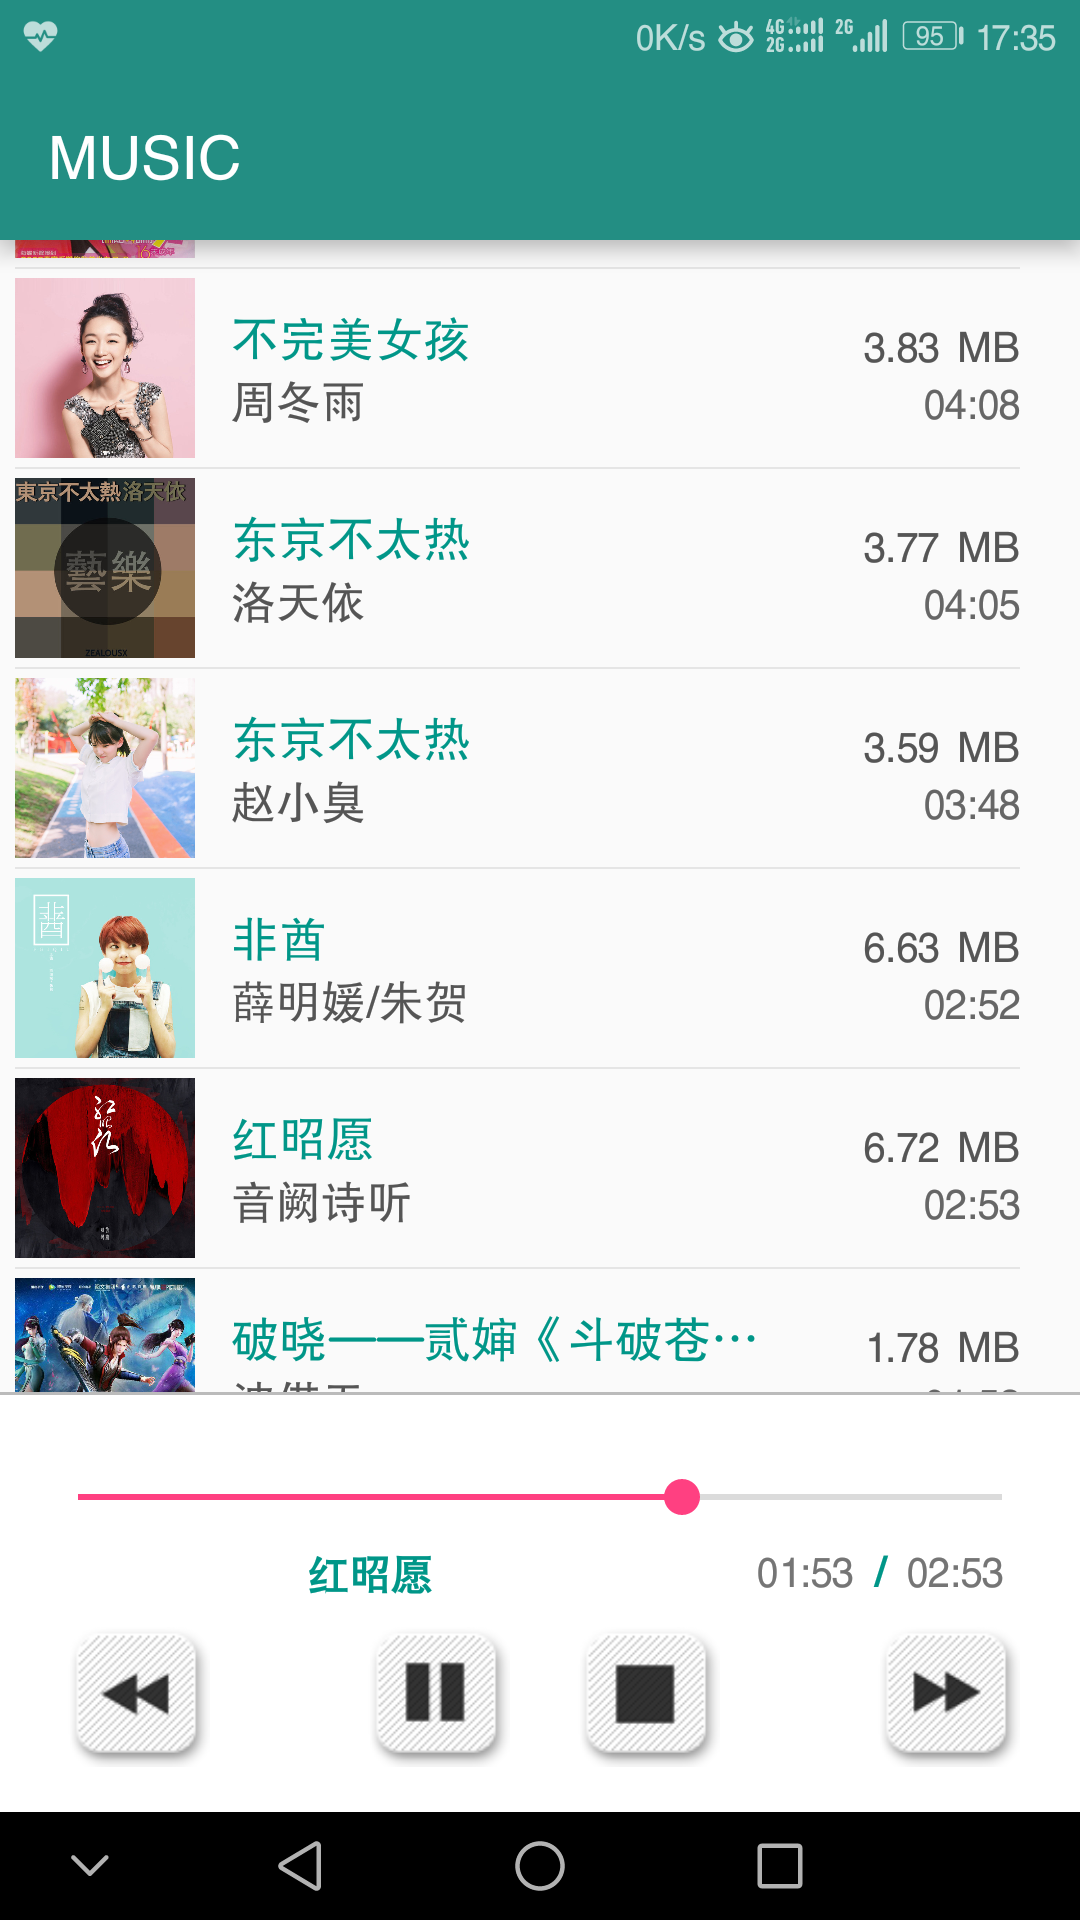 0K/s 4G 2G 2G 95 17:35
MUSIC
不完美女孩
3.83 MB
周冬雨
04:08
東京不太熱 洛天依
藝樂
ZEALOUSX
东京不太热
3.77 MB
洛天依
04:05
东京不太热
3.59 MB
赵小臭
03:48
非酋
非酋
6.63 MB
薛明媛/朱贺
02:52
红昭愿
6.72 MB
音阙诗听
02:53
破晓——贰婶《斗破苍…
1.78 MB
红昭愿
01:53 / 02:53